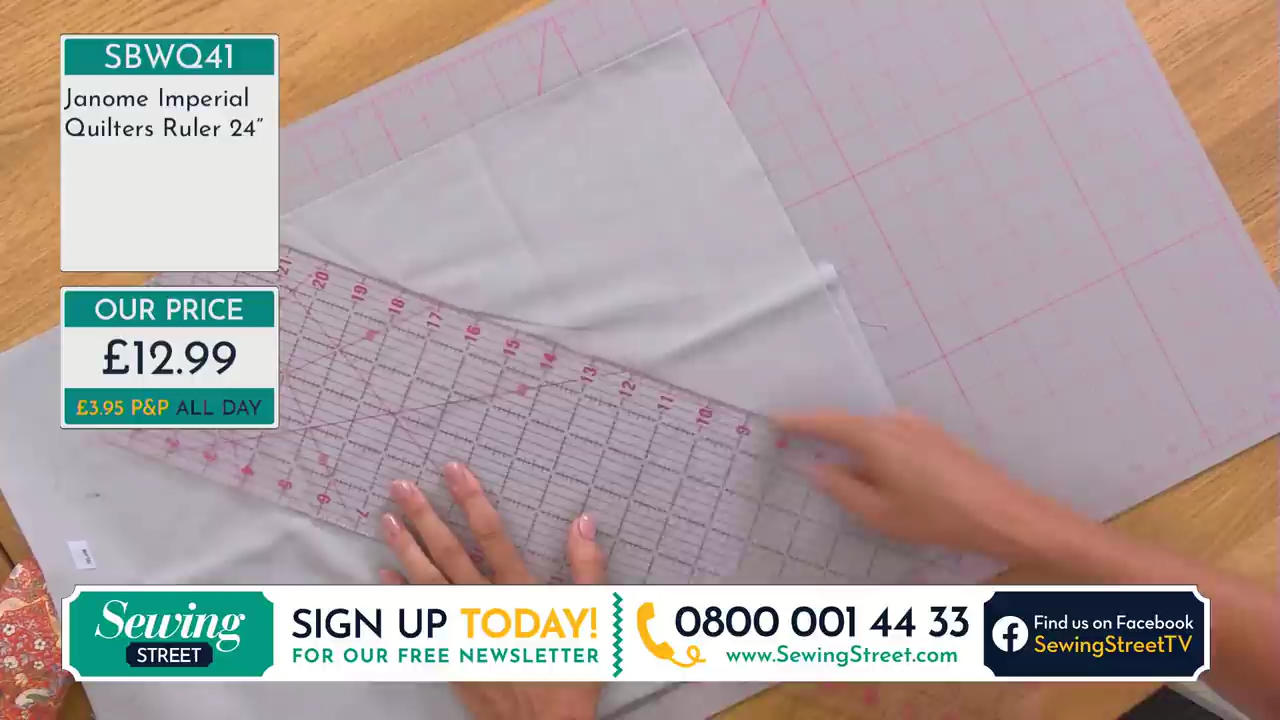 SBWQ41
Janome Imperial
Quilters Ruler 24”
OUR PRICE
£12.99
£3.95 P&P ALL DAY
21 20 19 18 17 16 15 14 13 12 11 10 9
Sewing
STREET
SIGN UP TODAY!
FOR OUR FREE NEWSLETTER
0800 001 44 33
www.SewingStreet.com
Find us on Facebook
SewingStreetTV